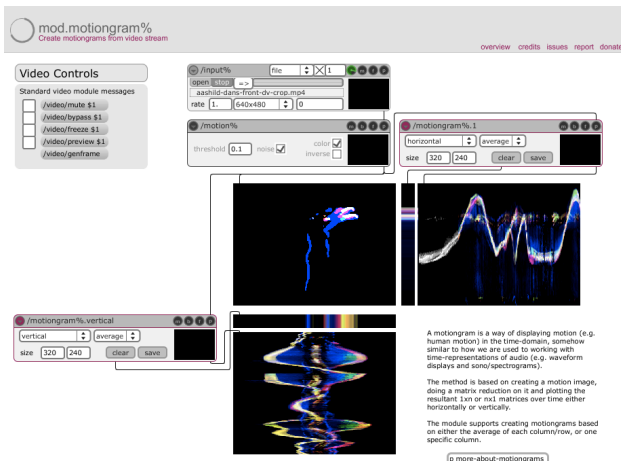 mod.motiongram%
Create motiongrams from video stream
overview credits issues report donate
Video Controls
Standard video module messages
/video/mute $1
/video/bypass $1
/video/freeze $1
/video/preview $1
/video/genframe
/input%
file
1
open stop =>
aashild-dans-front-dv-crop.mp4
rate 1. 640x480 0
/motion%
threshold 0.1 noise color
inverse
/motiongram%.1
horizontal average
size 320 240 clear save
/motiongram%.vertical
vertical average
size 320 240 clear save
A motiongram is a way of displaying motion (e.g.
human motion) in the time-domain, somehow
similar to how we are used to working with
time-representations of audio (e.g. waveform
displays and sono/spectrograms).
The method is based on creating a motion image,
doing a matrix reduction on it and plotting the
resultant 1xn or nx1 matrices over time either
horizontally or vertically.
The module supports creating motiongrams based
on either the average of each column/row, or one
specific column.
p more-about-motiongrams